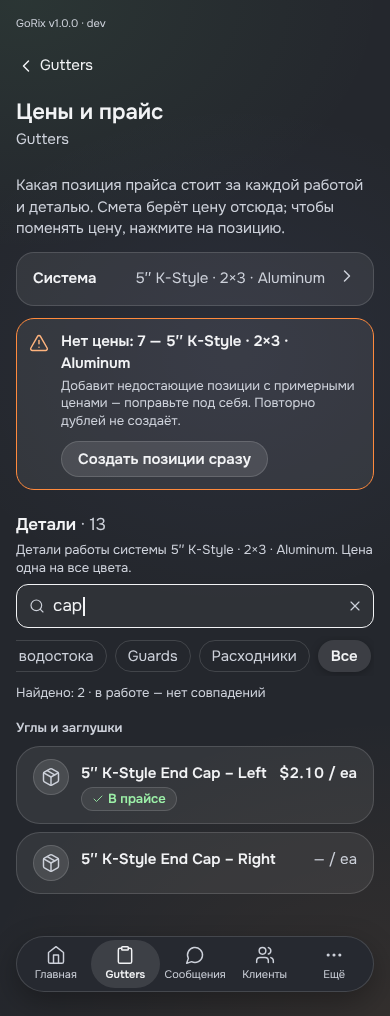 GoRix v1.0.0 · dev
Gutters
Цены и прайс
Gutters
Какая позиция прайса стоит за каждой работой
и деталью. Смета берёт цену отсюда; чтобы
поменять цену, нажмите на позицию.
Система 5″ K-Style · 2×3 · Aluminum
Нет цены: 7 — 5″ K-Style · 2×3 ·
Aluminum
Добавит недостающие позиции с примерными
ценами — поправьте под себя. Повторно
дублей не создаёт.
Создать позиции сразу
Детали · 13
Детали работы системы 5″ K-Style · 2×3 · Aluminum. Цена
одна на все цвета.
cap
водостока Guards Расходники Все
Найдено: 2 · в работе — нет совпадений
Углы и заглушки
5″ K-Style End Cap – Left $2.10 / ea
В прайсе
5″ K-Style End Cap – Right — / ea
Главная Gutters Сообщения Клиенты Ещё